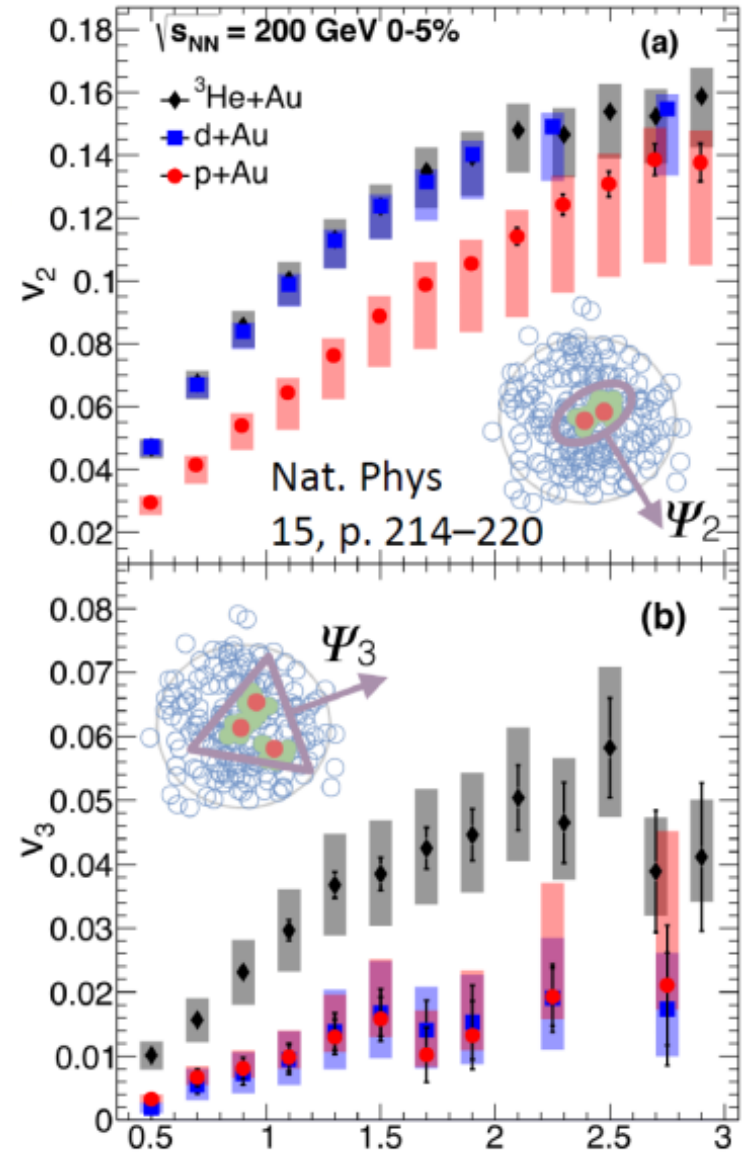 √s_NN = 200 GeV 0-5%
(a)
³He+Au
d+Au
p+Au
v₂
0.18
0.16
0.14
0.12
0.1
0.08
0.06
0.04
0.02
Nat. Phys
15, p. 214–220
Ψ₂
(b)
Ψ₃
v₃
0.08
0.07
0.06
0.05
0.04
0.03
0.02
0.01
0
0.5 1 1.5 2 2.5 3